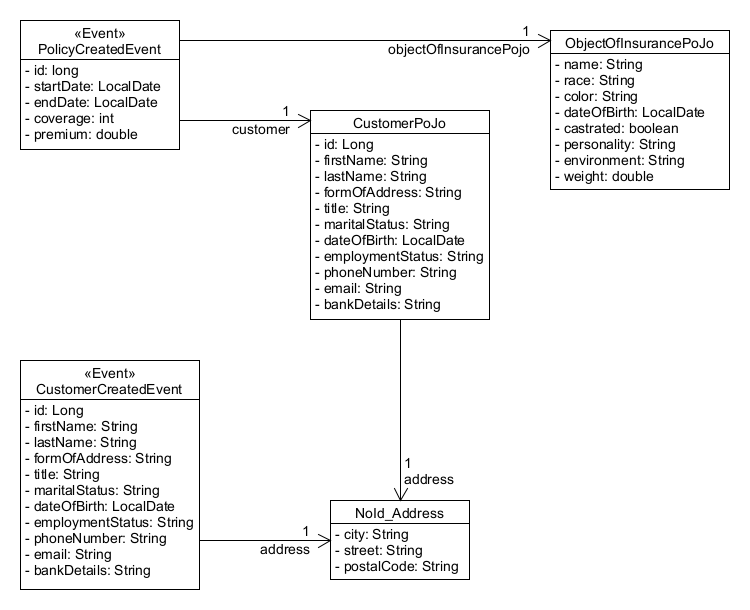 «Event»
PolicyCreatedEvent
- id: long
- startDate: LocalDate
- endDate: LocalDate
- coverage: int
- premium: double
1
objectOfInsurancePojo
ObjectOfInsurancePoJo
- name: String
- race: String
- color: String
- dateOfBirth: LocalDate
- castrated: boolean
- personality: String
- environment: String
- weight: double
1
customer
CustomerPoJo
- id: Long
- firstName: String
- lastName: String
- formOfAddress: String
- title: String
- maritalStatus: String
- dateOfBirth: LocalDate
- employmentStatus: String
- phoneNumber: String
- email: String
- bankDetails: String
«Event»
CustomerCreatedEvent
- id: Long
- firstName: String
- lastName: String
- formOfAddress: String
- title: String
- maritalStatus: String
- dateOfBirth: LocalDate
- employmentStatus: String
- phoneNumber: String
- email: String
- bankDetails: String
1
address
1
address
NoId_Address
- city: String
- street: String
- postalCode: String